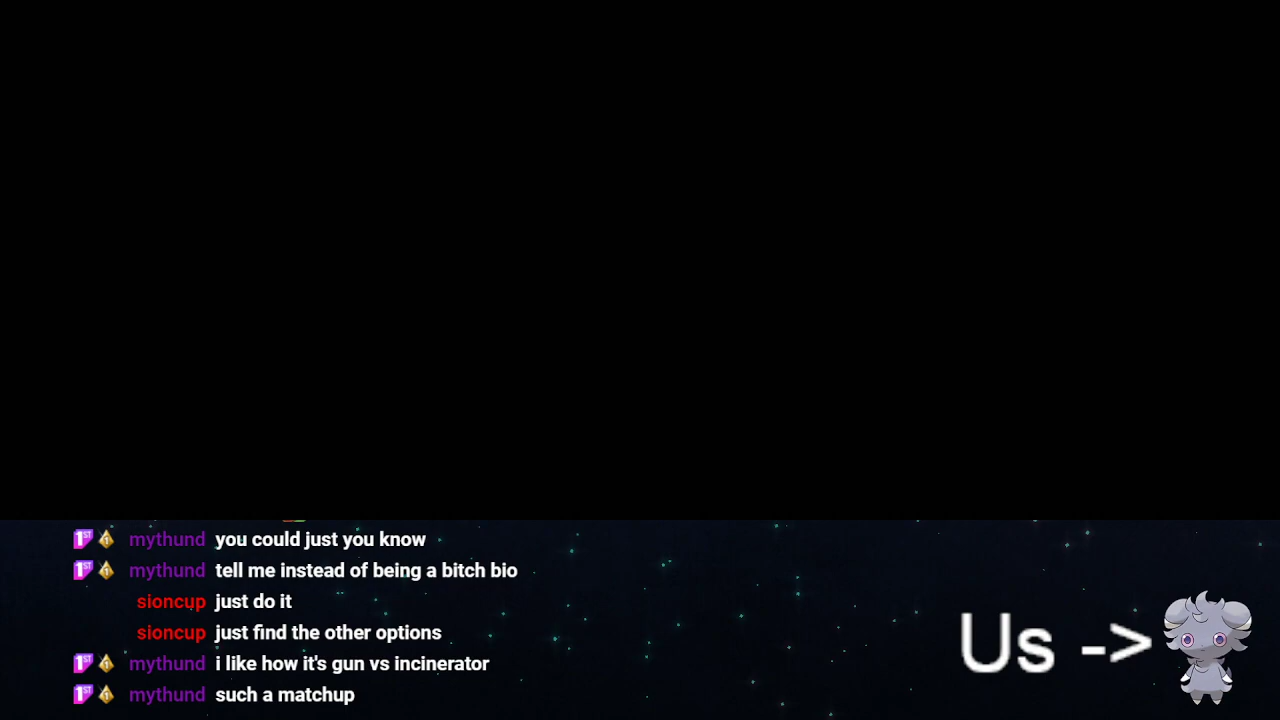 mythund you could just you know
mythund tell me instead of being a bitch bio
sioncup just do it
sioncup just find the other options
mythund i like how it's gun vs incinerator
mythund such a matchup
Us ->